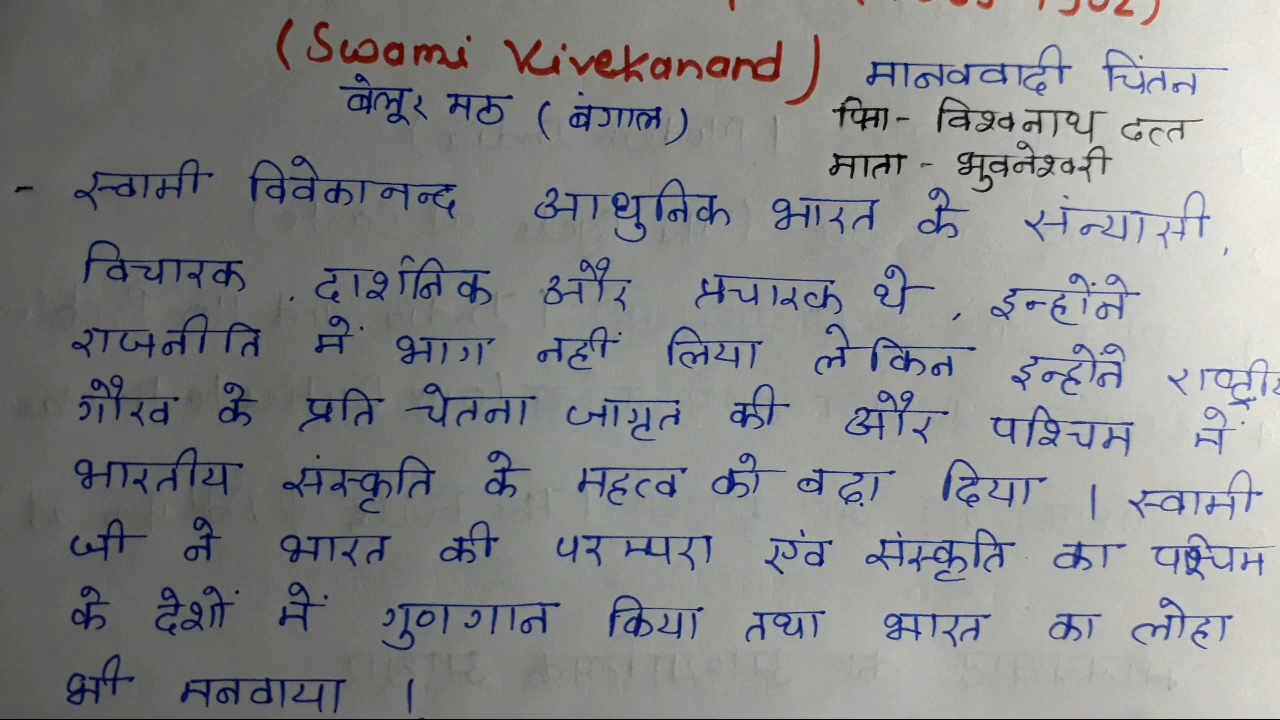 1902)
(Swami Vivekanand)
मानववादी चिंतन
बेलूर मठ (बंगाल)
पिता - विश्वनाथ दत्त
माता - भुवनेश्वरी
- स्वामी विवेकानन्द आधुनिक भारत के संन्यासी,
विचारक, दार्शनिक और प्रचारक थे, इन्होंने
राजनीति में भाग नहीं लिया लेकिन इन्होंने राष्ट्रीय
गौरव के प्रति चेतना जागृत की और पश्चिम में
भारतीय संस्कृति के महत्व को बढ़ा दिया । स्वामी
जी ने भारत की परम्परा एवं संस्कृति का पश्चिम
के देशों में गुणगान किया तथा भारत का लोहा
भी मनवाया ।